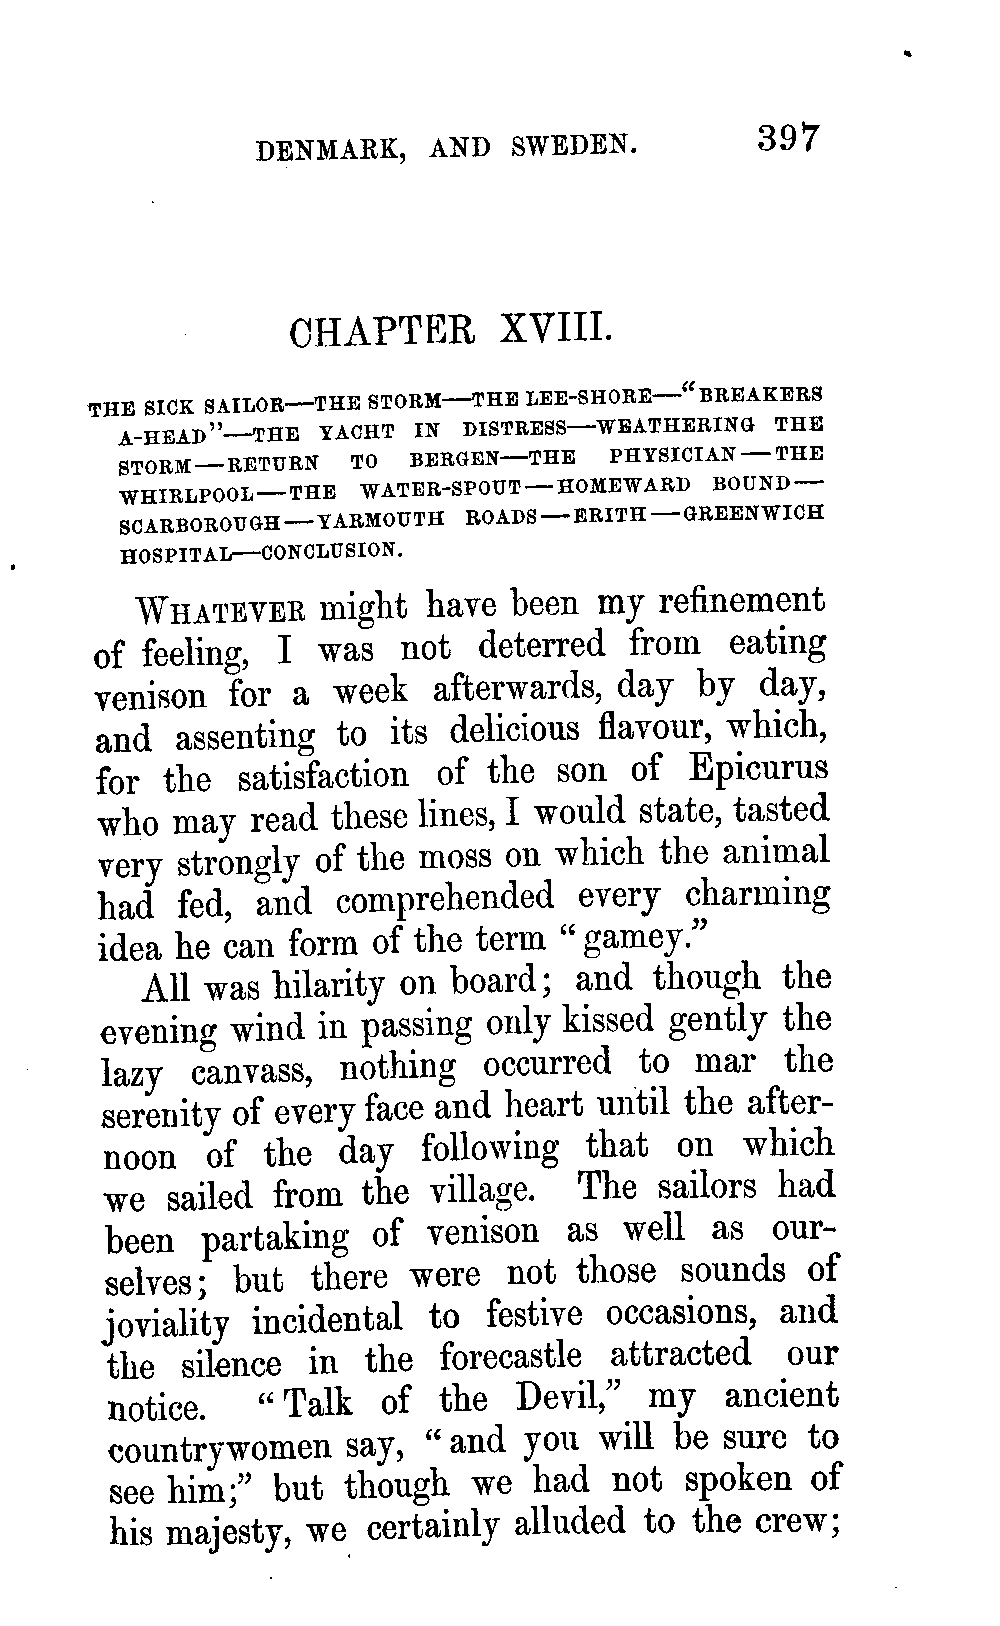 DENMARK, AND SWEDEN. 397
CHAPTER XVIII.
THE SICK SAILOR—THE STORM—THE LEE-SHORE—“BREAKERS
A-HEAD”—THE YACHT IN DISTRESS—WEATHERING THE
STORM—RETURN TO BERGEN—THE PHYSICIAN—THE
WHIRLPOOL—THE WATER-SPOUT—HOMEWARD BOUND—
SCARBOROUGH—YARMOUTH ROADS—ERITH—GREENWICH
HOSPITAL—CONCLUSION.
WHATEVER might have been my refinement
of feeling, I was not deterred from eating
venison for a week afterwards, day by day,
and assenting to its delicious flavour, which,
for the satisfaction of the son of Epicurus
who may read these lines, I would state, tasted
very strongly of the moss on which the animal
had fed, and comprehended every charming
idea he can form of the term “gamey.”
All was hilarity on board; and though the
evening wind in passing only kissed gently the
lazy canvass, nothing occurred to mar the
serenity of every face and heart until the after-
noon of the day following that on which
we sailed from the village. The sailors had
been partaking of venison as well as our-
selves; but there were not those sounds of
joviality incidental to festive occasions, and
the silence in the forecastle attracted our
notice. “Talk of the Devil,” my ancient
countrywomen say, “and you will be sure to
see him;” but though we had not spoken of
his majesty, we certainly alluded to the crew;